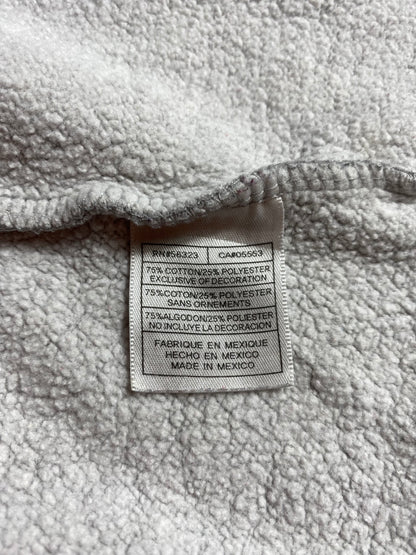 RN#56323 CA#05553
75% COTTON/25% POLYESTER
EXCLUSIVE OF DECORATION
75%COTON/25% POLYESTER
SANS ORNEMENTS
75%ALGODON/25% POLIESTER
NO INCLUYE LA DECORACION
FABRIQUE EN MEXIQUE
HECHO EN MEXICO
MADE IN MEXICO